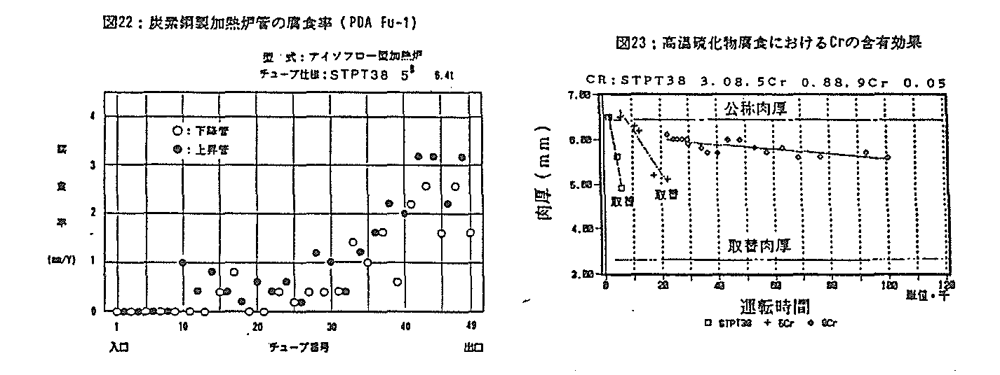 図22：炭素鋼製加熱炉管の腐食率（PDA Fu-1）
型 式：アイソフロー型加熱炉
チューブ仕様：STPT38 5B 6.4t
4
3
2
1
0
○：下降管
●：上昇管
腐
食
率
(mm/Y)
1 10 20 30 40 49
入口 チューブ番号 出口
図23：高温硫化物腐食におけるCrの含有効果
CR:STPT38 3.08.5Cr 0.88.9Cr 0.05
7.00
6.00
5.00
4.00
3.00
肉厚(mm)
公称肉厚
取替
取替
取替肉厚
0 20 40 60 80 100 120
単位・千
運転時間
□ STPT38 + 5Cr ◇ 9Cr